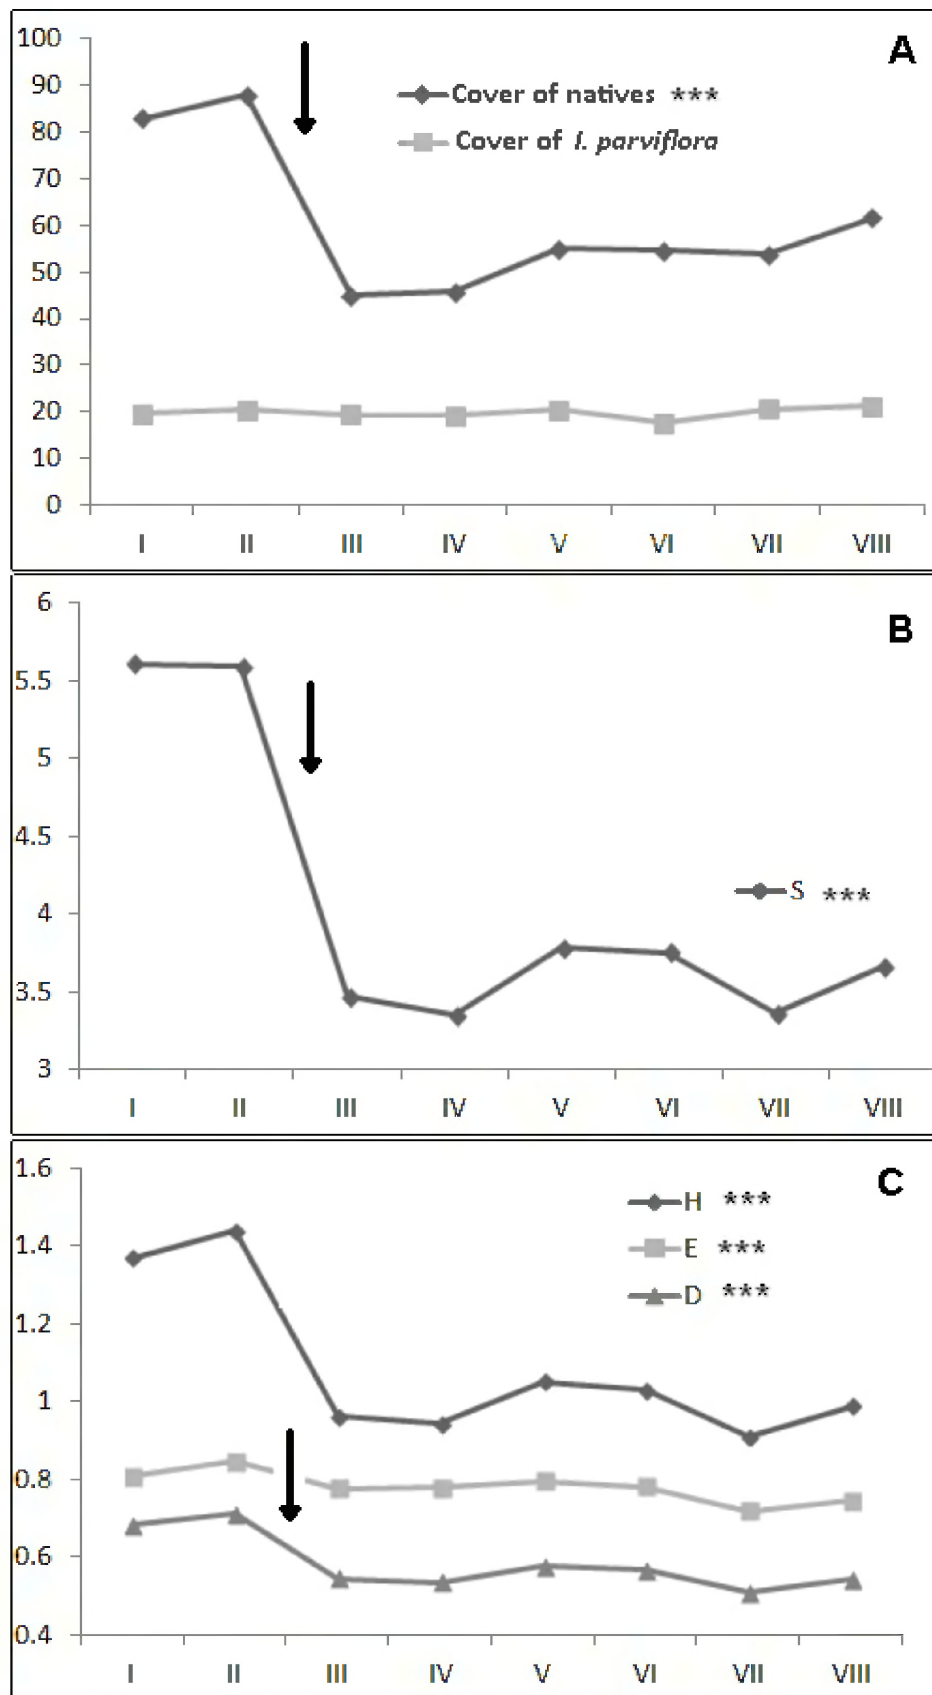 A
100
90
80
70
60
50
40
30
20
10
0
Cover of natives ***
Cover of I. parviflora
I II III IV V VI VII VIII
B
6
5.5
5
4.5
4
3.5
3
S ***
I II III IV V VI VII VIII
C
1.6
1.4
1.2
1
0.8
0.6
0.4
H ***
E ***
D ***
I II III IV V VI VII VIII